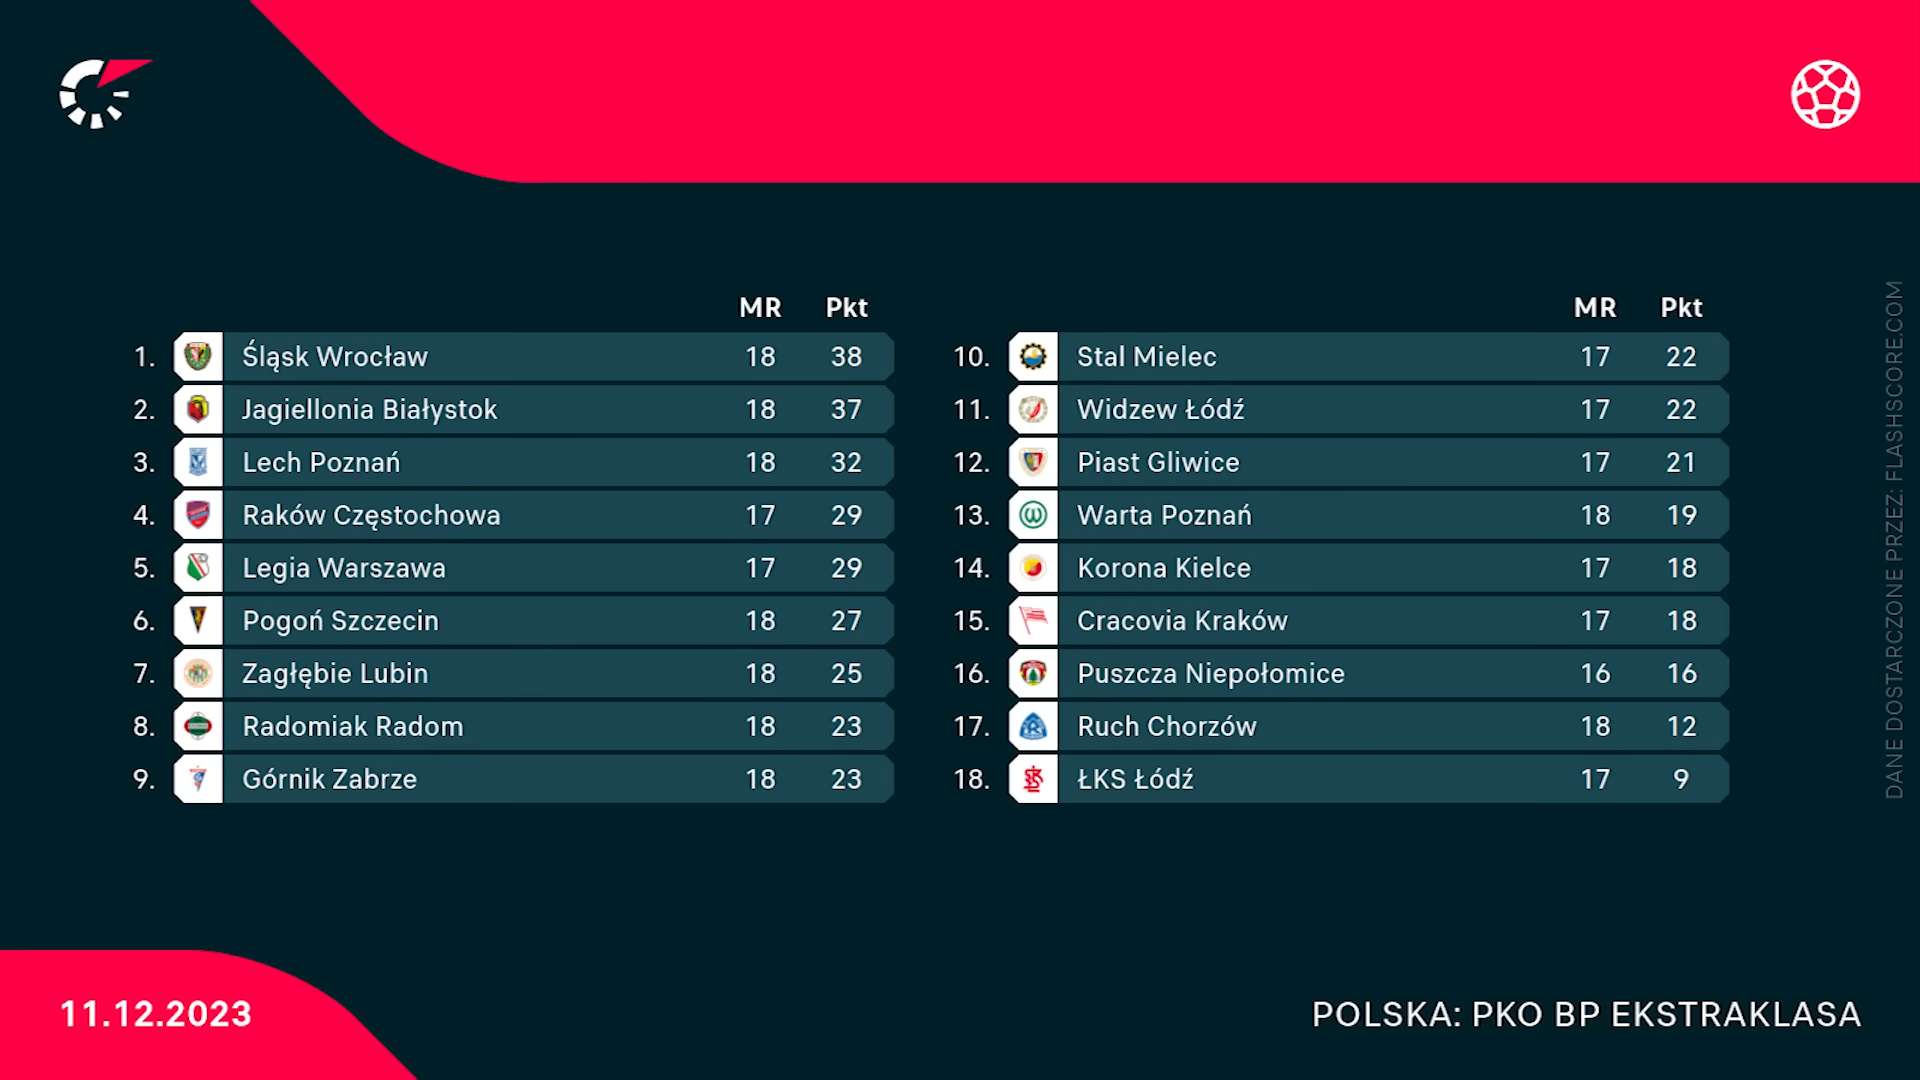 MR Pkt
1. Śląsk Wrocław 18 38
2. Jagiellonia Białystok 18 37
3. Lech Poznań 18 32
4. Raków Częstochowa 17 29
5. Legia Warszawa 17 29
6. Pogoń Szczecin 18 27
7. Zagłębie Lubin 18 25
8. Radomiak Radom 18 23
9. Górnik Zabrze 18 23
MR Pkt
10. Stal Mielec 17 22
11. Widzew Łódź 17 22
12. Piast Gliwice 17 21
13. Warta Poznań 18 19
14. Korona Kielce 17 18
15. Cracovia Kraków 17 18
16. Puszcza Niepołomice 16 16
17. Ruch Chorzów 18 12
18. ŁKS Łódź 17 9
DANE DOSTARCZONE PRZEZ: FLASHSCORE.COM
11.12.2023
POLSKA: PKO BP EKSTRAKLASA